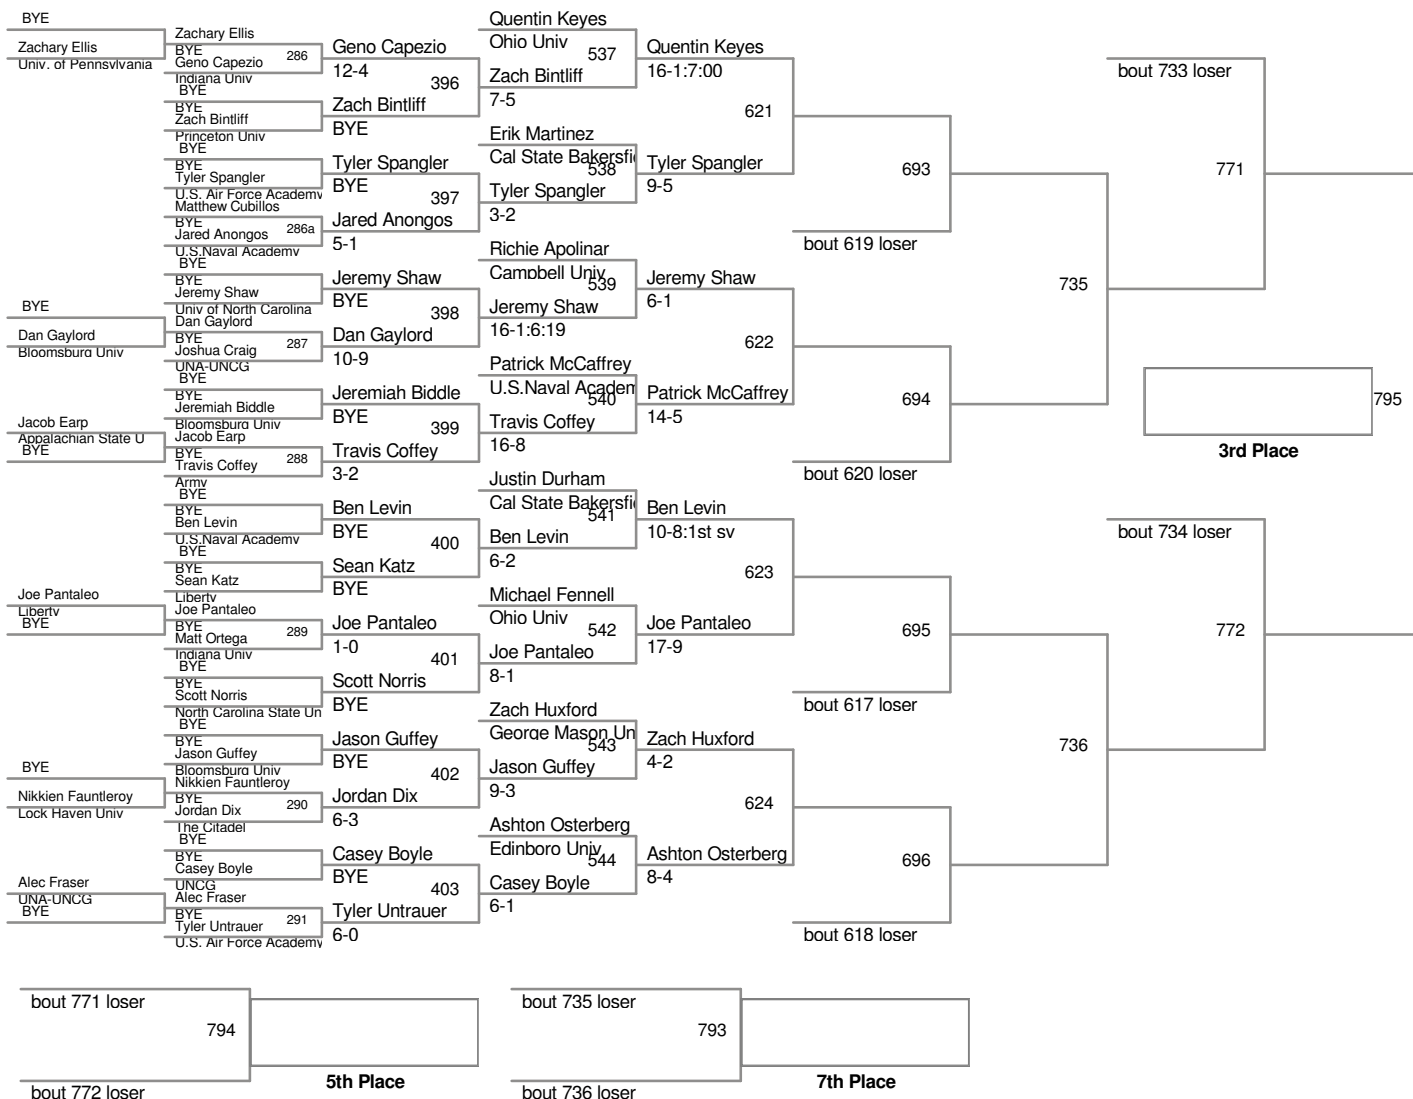 BYE
Zachary Ellis
Univ. of Pennsylvania
BYE
Dan Gaylord
Bloomsburg Univ
Jacob Earp
Appalachian State U
BYE
Joe Pantaleo
Liberty
BYE
BYE
Nikkien Fauntleroy
Lock Haven Univ
Alec Fraser
UNA-UNCG
BYE
Zachary Ellis
BYE
286
Geno Capezio
Indiana Univ
BYE
BYE
Zach Bintliff
Princeton Univ
BYE
BYE
Tyler Spangler
U.S. Air Force Academy
Matthew Cubillos
BYE
286a
Jared Anongos
U.S.Naval Academy
BYE
BYE
Jeremy Shaw
Univ of North Carolina
Dan Gaylord
BYE
287
Joshua Craig
UNA-UNCG
BYE
BYE
Jeremiah Biddle
Bloomsburg Univ
Jacob Earp
BYE
288
Travis Coffey
Army
BYE
BYE
Ben Levin
U.S.Naval Academy
BYE
BYE
Sean Katz
Liberty
Joe Pantaleo
BYE
289
Matt Ortega
Indiana Univ
BYE
BYE
Scott Norris
North Carolina State Un
BYE
BYE
Jason Guffey
Bloomsburg Univ
Nikkien Fauntleroy
BYE
290
Jordan Dix
The Citadel
BYE
BYE
Casey Boyle
UNCG
Alec Fraser
BYE
291
Tyler Untrauer
U.S. Air Force Academy
Geno Capezio
12-4
396
Zach Bintliff
BYE
Tyler Spangler
BYE
397
Jared Anongos
5-1
Jeremy Shaw
BYE
398
Dan Gaylord
10-9
Jeremiah Biddle
BYE
399
Travis Coffey
3-2
Ben Levin
BYE
400
Sean Katz
BYE
Joe Pantaleo
1-0
401
Scott Norris
BYE
Jason Guffey
BYE
402
Jordan Dix
6-3
Casey Boyle
BYE
403
Tyler Untrauer
6-0
Quentin Keyes
Ohio Univ
537
Zach Bintliff
7-5
Erik Martinez
Cal State Bakersfi
538
Tyler Spangler
3-2
Richie Apolinar
Campbell Univ
539
Jeremy Shaw
16-1:6:19
Patrick McCaffrey
U.S.Naval Academ
540
Travis Coffey
16-8
Justin Durham
Cal State Bakersfi
541
Ben Levin
6-2
Michael Fennell
Ohio Univ
542
Joe Pantaleo
8-1
Zach Huxford
George Mason Un
543
Jason Guffey
9-3
Ashton Osterberg
Edinboro Univ
544
Casey Boyle
6-1
Quentin Keyes
16-1:7:00
621
Tyler Spangler
9-5
Jeremy Shaw
6-1
622
Patrick McCaffrey
14-5
Ben Levin
10-8:1st sv
623
Joe Pantaleo
17-9
Zach Huxford
4-2
624
Ashton Osterberg
8-4
693
bout 619 loser
694
bout 620 loser
695
bout 617 loser
696
bout 618 loser
735
736
bout 733 loser
771
bout 734 loser
772
795
3rd Place
bout 771 loser
794
bout 772 loser
5th Place
bout 735 loser
793
bout 736 loser
7th Place